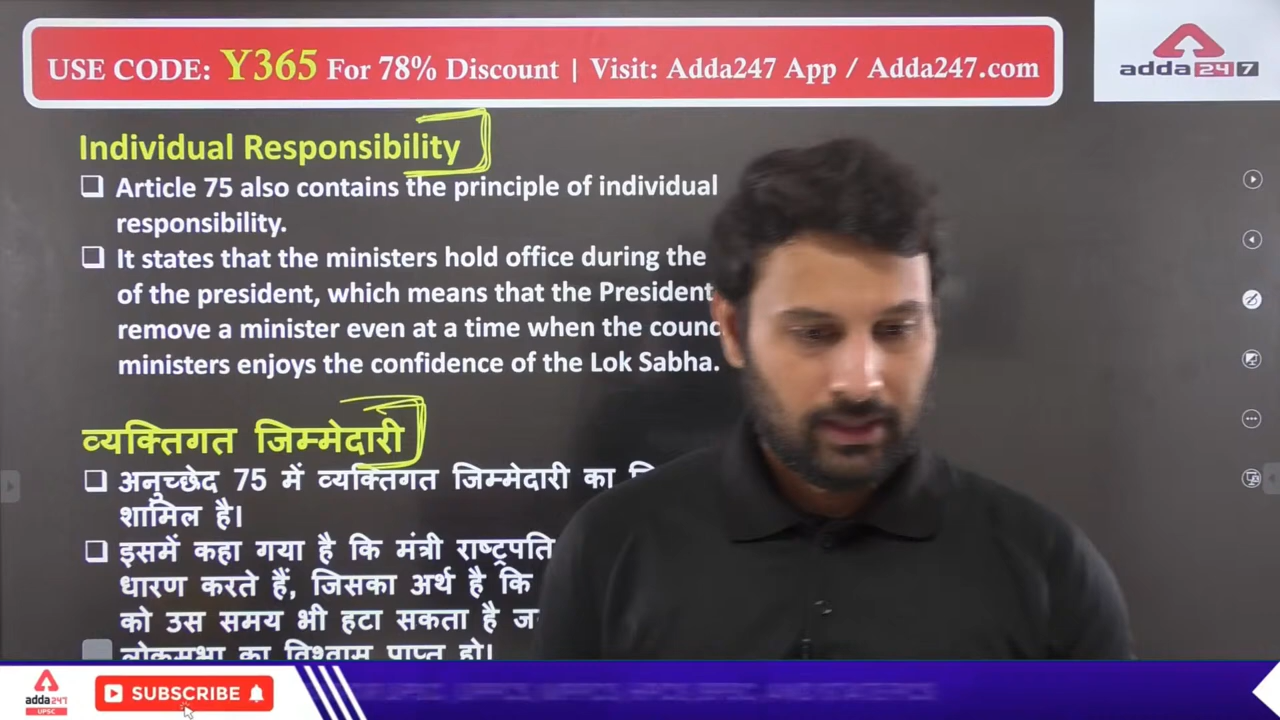 USE CODE: Y365 For 78% Discount | Visit: Adda247 App / Adda247.com
adda247
Individual Responsibility
Article 75 also contains the principle of individual
responsibility.
It states that the ministers hold office during the
of the president, which means that the President
remove a minister even at a time when the
ministers enjoys the confidence of the Lok Sabha.
व्यक्तिगत जिम्मेदारी
अनुच्छेद 75 में व्यक्तिगत जिम्मेदारी का
शामिल है।
इसमें कहा गया है कि मंत्री राष्ट्रपति
धारण करते हैं, जिसका अर्थ है कि
को उस समय भी हटा सकता है
लोकसभा का विश्वास प्राप्त हो।
adda247
UPSC
SUBSCRIBE